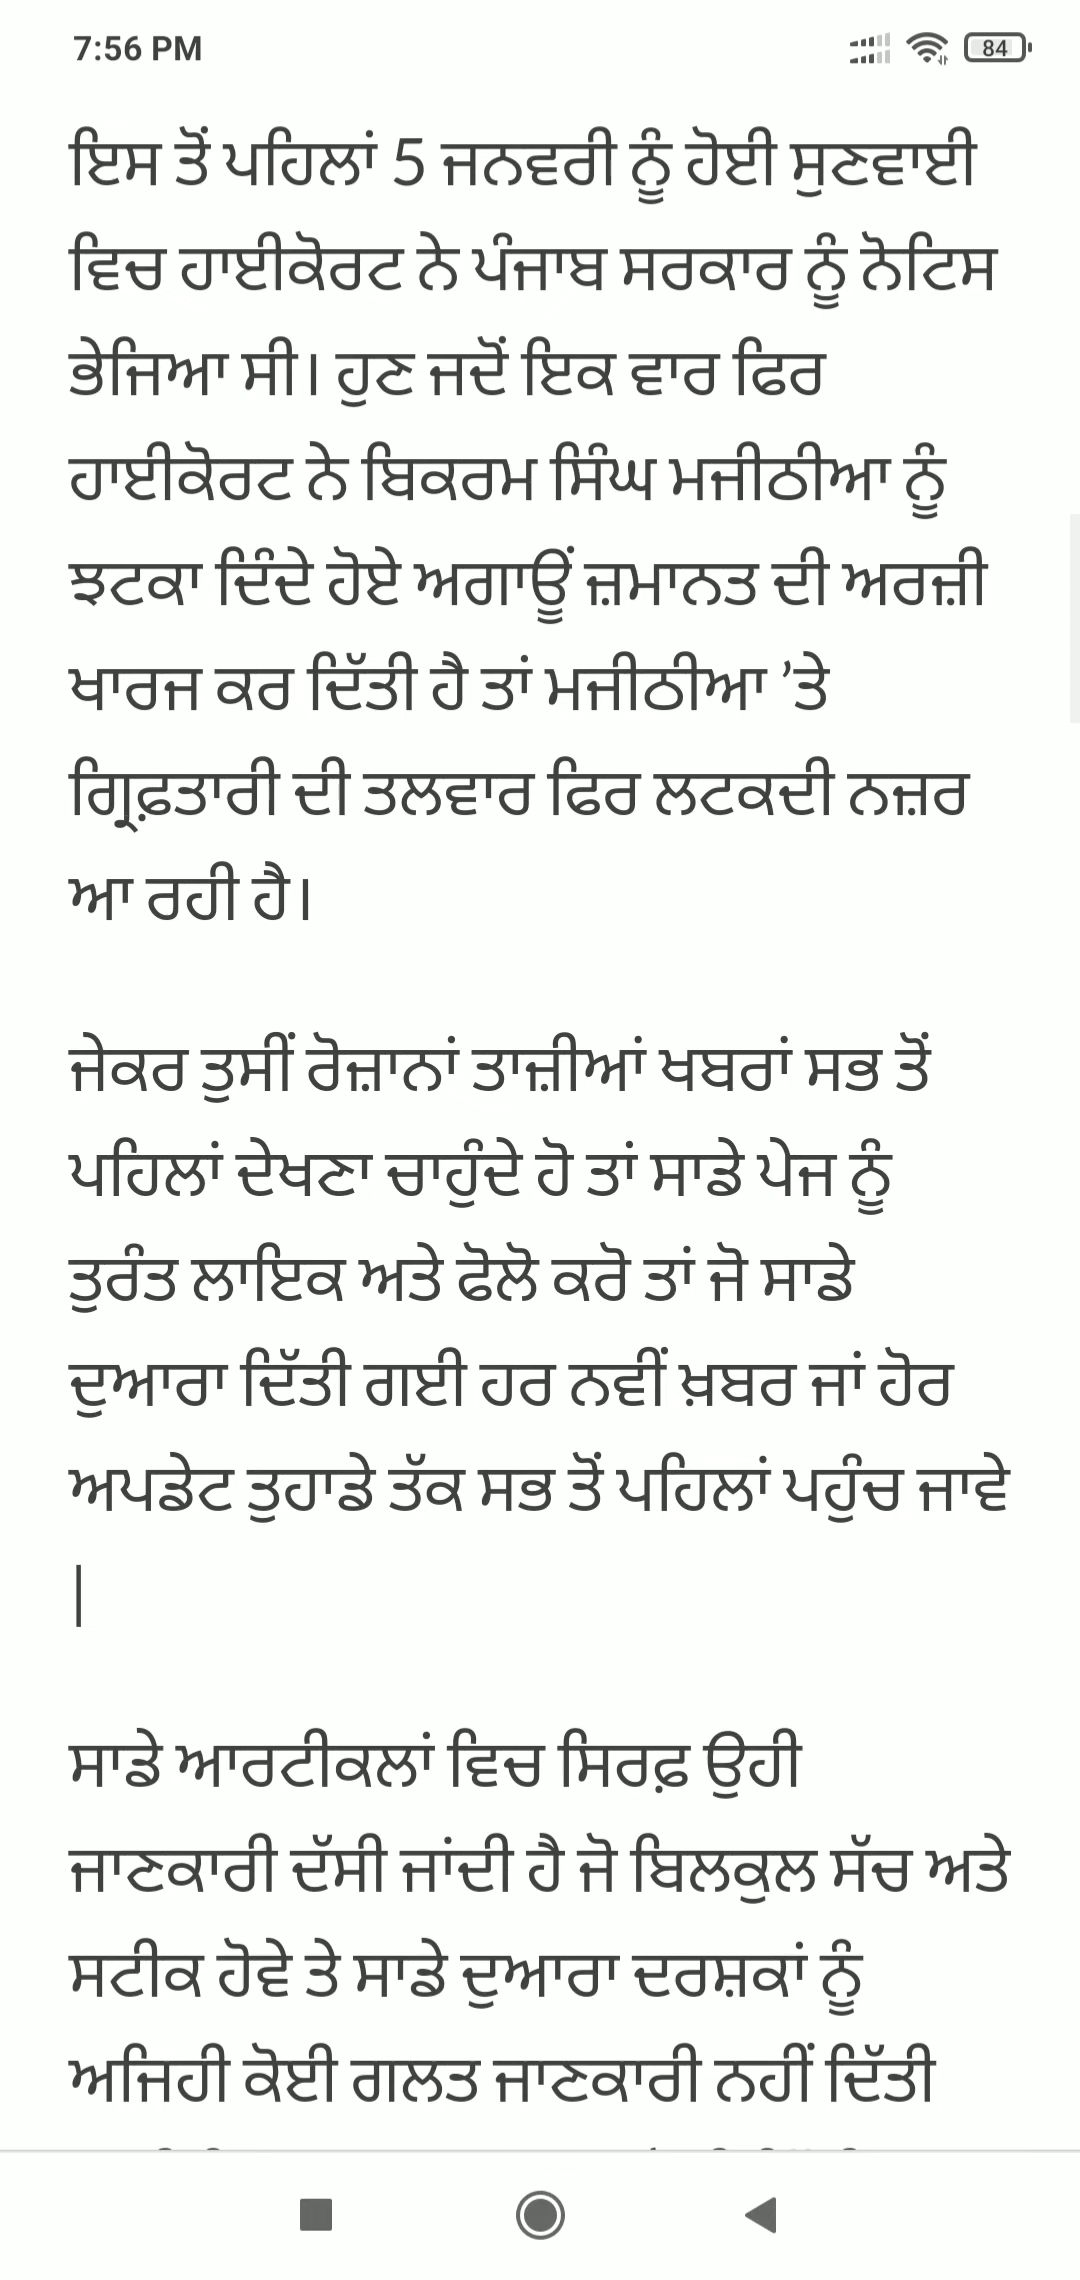 7:56 PM
84
ਇਸ ਤੋਂ ਪਹਿਲਾਂ 5 ਜਨਵਰੀ ਨੂੰ ਹੋਈ ਸੁਣਵਾਈ
ਵਿਚ ਹਾਈਕੋਰਟ ਨੇ ਪੰਜਾਬ ਸਰਕਾਰ ਨੂੰ ਨੋਟਿਸ
ਭੇਜਿਆ ਸੀ। ਹੁਣ ਜਦੋਂ ਇਕ ਵਾਰ ਫਿਰ
ਹਾਈਕੋਰਟ ਨੇ ਬਿਕਰਮ ਸਿੰਘ ਮਜੀਠੀਆ ਨੂੰ
ਝਟਕਾ ਦਿੰਦੇ ਹੋਏ ਅਗਾਊਂ ਜ਼ਮਾਨਤ ਦੀ ਅਰਜ਼ੀ
ਖਾਰਜ ਕਰ ਦਿੱਤੀ ਹੈ ਤਾਂ ਮਜੀਠੀਆ ’ਤੇ
ਗ੍ਰਿਫ਼ਤਾਰੀ ਦੀ ਤਲਵਾਰ ਫਿਰ ਲਟਕਦੀ ਨਜ਼ਰ
ਆ ਰਹੀ ਹੈ।
ਜੇਕਰ ਤੁਸੀਂ ਰੋਜ਼ਾਨਾਂ ਤਾਜ਼ੀਆਂ ਖਬਰਾਂ ਸਭ ਤੋਂ
ਪਹਿਲਾਂ ਦੇਖਣਾ ਚਾਹੁੰਦੇ ਹੋ ਤਾਂ ਸਾਡੇ ਪੇਜ ਨੂੰ
ਤੁਰੰਤ ਲਾਇਕ ਅਤੇ ਫੋਲੋ ਕਰੋ ਤਾਂ ਜੋ ਸਾਡੇ
ਦੁਆਰਾ ਦਿੱਤੀ ਗਈ ਹਰ ਨਵੀਂ ਖ਼ਬਰ ਜਾਂ ਹੋਰ
ਅਪਡੇਟ ਤੁਹਾਡੇ ਤੱਕ ਸਭ ਤੋਂ ਪਹਿਲਾਂ ਪਹੁੰਚ ਜਾਵੇ
|
ਸਾਡੇ ਆਰਟੀਕਲਾਂ ਵਿਚ ਸਿਰਫ਼ ਉਹੀ
ਜਾਣਕਾਰੀ ਦੱਸੀ ਜਾਂਦੀ ਹੈ ਜੋ ਬਿਲਕੁਲ ਸੱਚ ਅਤੇ
ਸਟੀਕ ਹੋਵੇ ਤੇ ਸਾਡੇ ਦੁਆਰਾ ਦਰਸ਼ਕਾਂ ਨੂੰ
ਅਜਿਹੀ ਕੋਈ ਗਲਤ ਜਾਣਕਾਰੀ ਨਹੀਂ ਦਿੱਤੀ